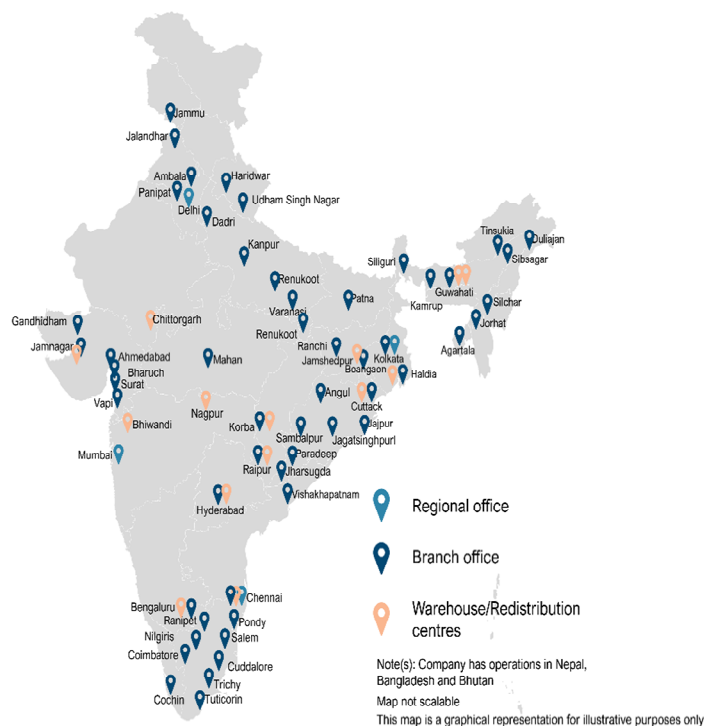 Jammu
Jalandhar
Ambala
Haridwar
Panipat
Delhi
Udham Singh Nagar
Dadri
Kanpur
Tinsukia
Duliajan
Sibsagar
Siliguri
Renukoot
Guwahati
Kamrup
Varanasi
Patna
Silchar
Gandhidham
Chittorgarh
Renukoot
Jorhat
Jamnagar
Ranchi
Agartala
Ahmedabad
Mahan
Jamshedpur
Kolkata
Bharuch
Boangaon
Haldia
Surat
Vapi
Angul
Nagpur
Cuttack
Bhiwandi
Korba
Jajpur
Sambalpur
Jagatsinghpurl
Mumbai
Paradeep
Raipur
Jharsugda
Vishakhapatnam
Hyderabad
Regional office
Branch office
Chennai
Bengaluru
Warehouse/Redistribution
centres
Ranipet
Pondy
Nilgiris
Salem
Coimbatore
Cuddalore
Trichy
Cochin
Tuticorin
Note(s): Company has operations in Nepal,
Bangladesh and Bhutan
Map not scalable
This map is a graphical representation for illustrative purposes only